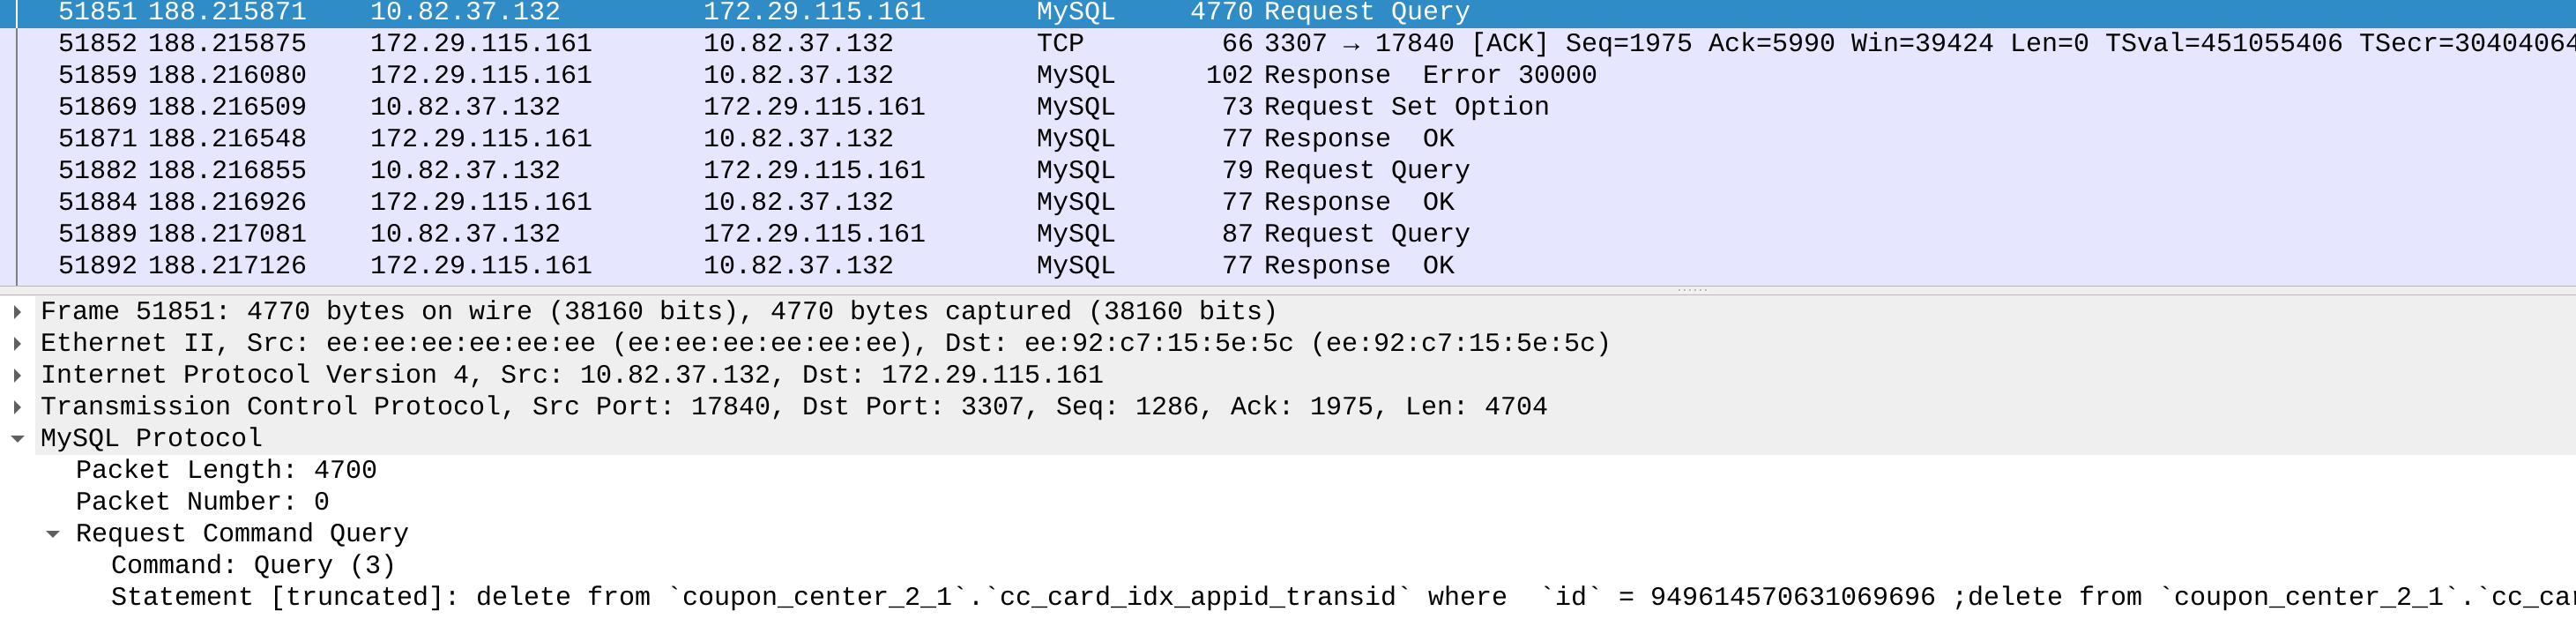 51851 188.215871 10.82.37.132 172.29.115.161 MySQL 4770 Request Query
51852 188.215875 172.29.115.161 10.82.37.132 TCP 66 3307 → 17840 [ACK] Seq=1975 Ack=5990 Win=39424 Len=0 TSval=451055406 TSecr=30404064
51859 188.216080 172.29.115.161 10.82.37.132 MySQL 102 Response Error 30000
51869 188.216509 10.82.37.132 172.29.115.161 MySQL 73 Request Set Option
51871 188.216548 172.29.115.161 10.82.37.132 MySQL 77 Response OK
51882 188.216855 10.82.37.132 172.29.115.161 MySQL 79 Request Query
51884 188.216926 172.29.115.161 10.82.37.132 MySQL 77 Response OK
51889 188.217081 10.82.37.132 172.29.115.161 MySQL 87 Request Query
51892 188.217126 172.29.115.161 10.82.37.132 MySQL 77 Response OK
Frame 51851: 4770 bytes on wire (38160 bits), 4770 bytes captured (38160 bits)
Ethernet II, Src: ee:ee:ee:ee:ee:ee (ee:ee:ee:ee:ee:ee), Dst: ee:92:c7:15:5e:5c (ee:92:c7:15:5e:5c)
Internet Protocol Version 4, Src: 10.82.37.132, Dst: 172.29.115.161
Transmission Control Protocol, Src Port: 17840, Dst Port: 3307, Seq: 1286, Ack: 1975, Len: 4704
MySQL Protocol
Packet Length: 4700
Packet Number: 0
Request Command Query
Command: Query (3)
Statement [truncated]: delete from `coupon_center_2_1`.`cc_card_idx_appid_transid` where  `id` = 949614570631069696 ;delete from `coupon_center_2_1`.`cc_car